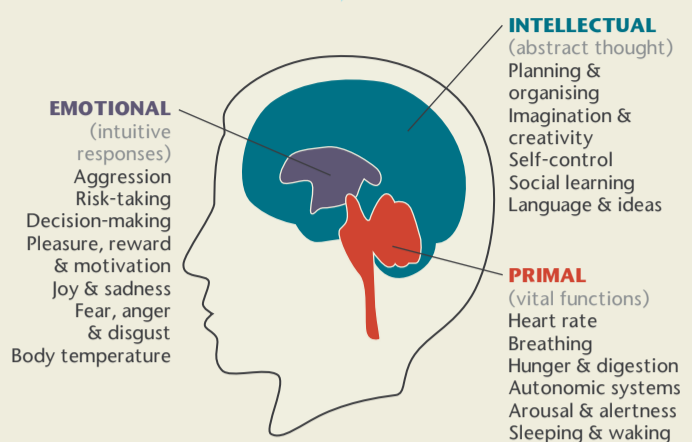 EMOTIONAL
(intuitive
responses)
Aggression
Risk-taking
Decision-making
Pleasure, reward
& motivation
Joy & sadness
Fear, anger
& disgust
Body temperature
INTELLECTUAL
(abstract thought)
Planning &
organising
Imagination &
creativity
Self-control
Social learning
Language & ideas
PRIMAL
(vital functions)
Heart rate
Breathing
Hunger & digestion
Autonomic systems
Arousal & alertness
Sleeping & waking